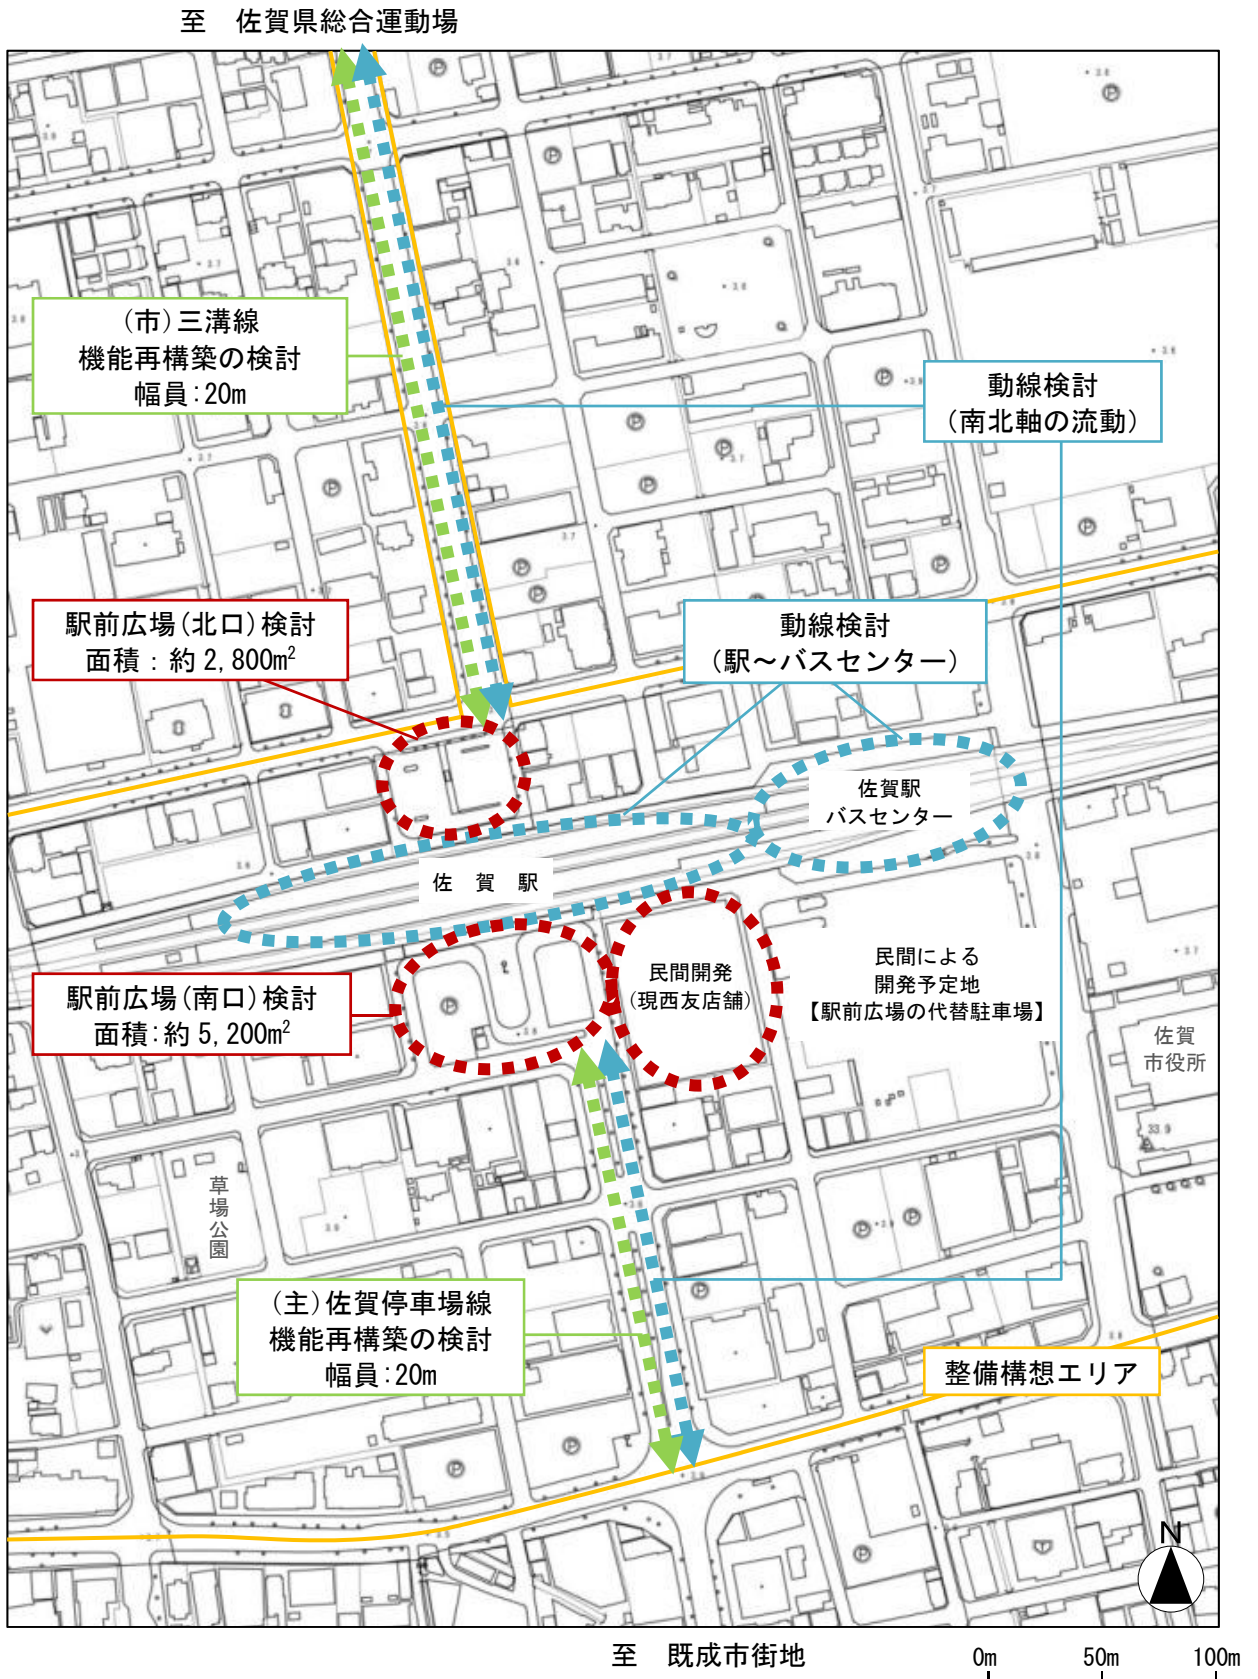 至　佐賀県総合運動場
(市)三溝線
機能再構築の検討
幅員:20m
動線検討
(南北軸の流動)
駅前広場(北口)検討
面積：約2,800m²
動線検討
(駅～バスセンター)
佐賀駅
バスセンター
佐　賀　駅
民間開発
(現西友店舗)
民間による
開発予定地
【駅前広場の代替駐車場】
駅前広場(南口)検討
面積:約5,200m²
佐賀
市役所
33.9
草場公園
(主)佐賀停車場線
機能再構築の検討
幅員:20m
整備構想エリア
N
至　既成市街地
0m 50m 100m